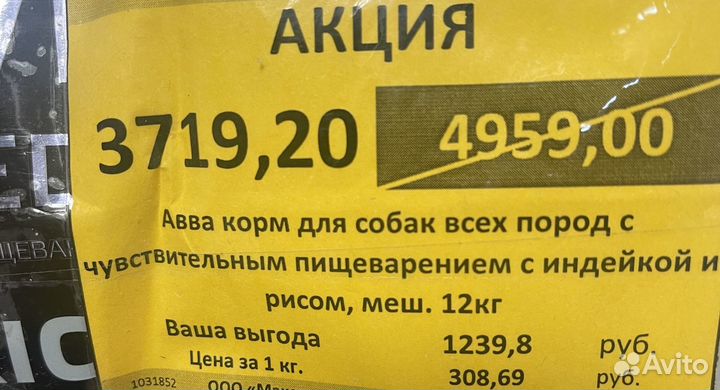 АКЦИЯ
3719,20 4959,00
Авва корм для собак всех пород с
чувствительным пищеварением с индейкой и
рисом, меш. 12кг
Ваша выгода 1239,8 руб.
Цена за 1 кг. 308,69 руб.
1031852 ООО
Avito